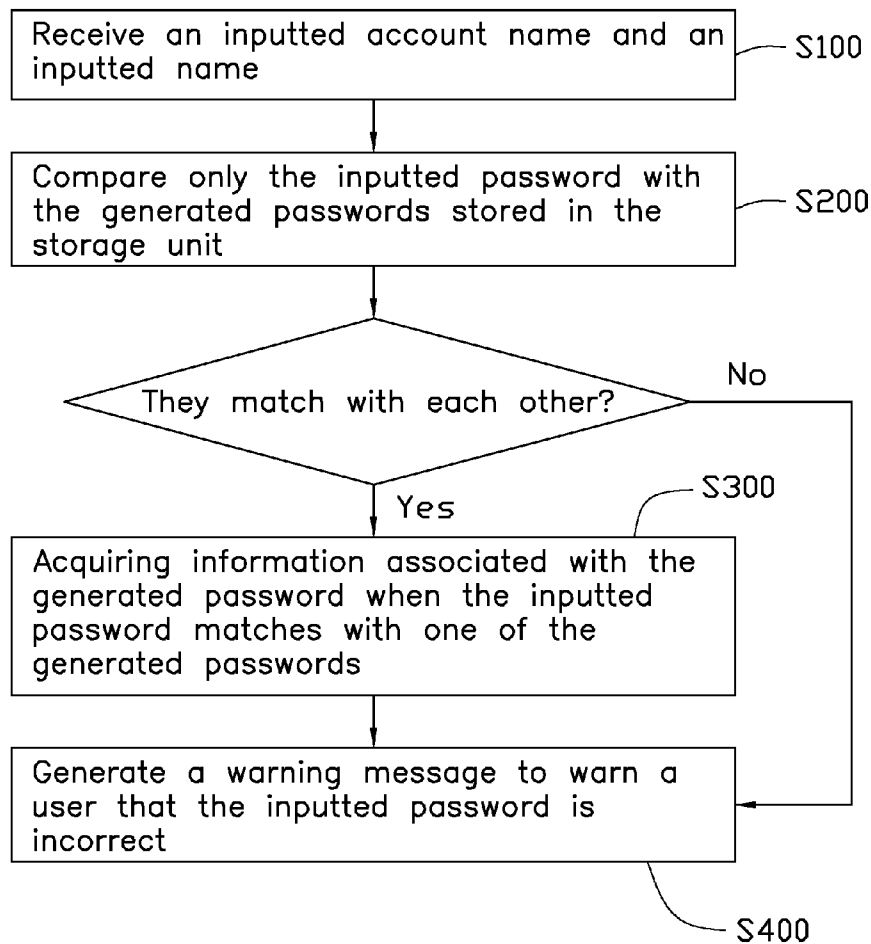 Receive an inputted account name and an
inputted name
S100
Compare only the inputted password with
the generated passwords stored in the
storage unit
S200
They match with each other?
No
Yes
S300
Acquiring information associated with the
generated password when the inputted
password matches with one of the
generated passwords
Generate a warning message to warn a
user that the inputted password is
incorrect
S400